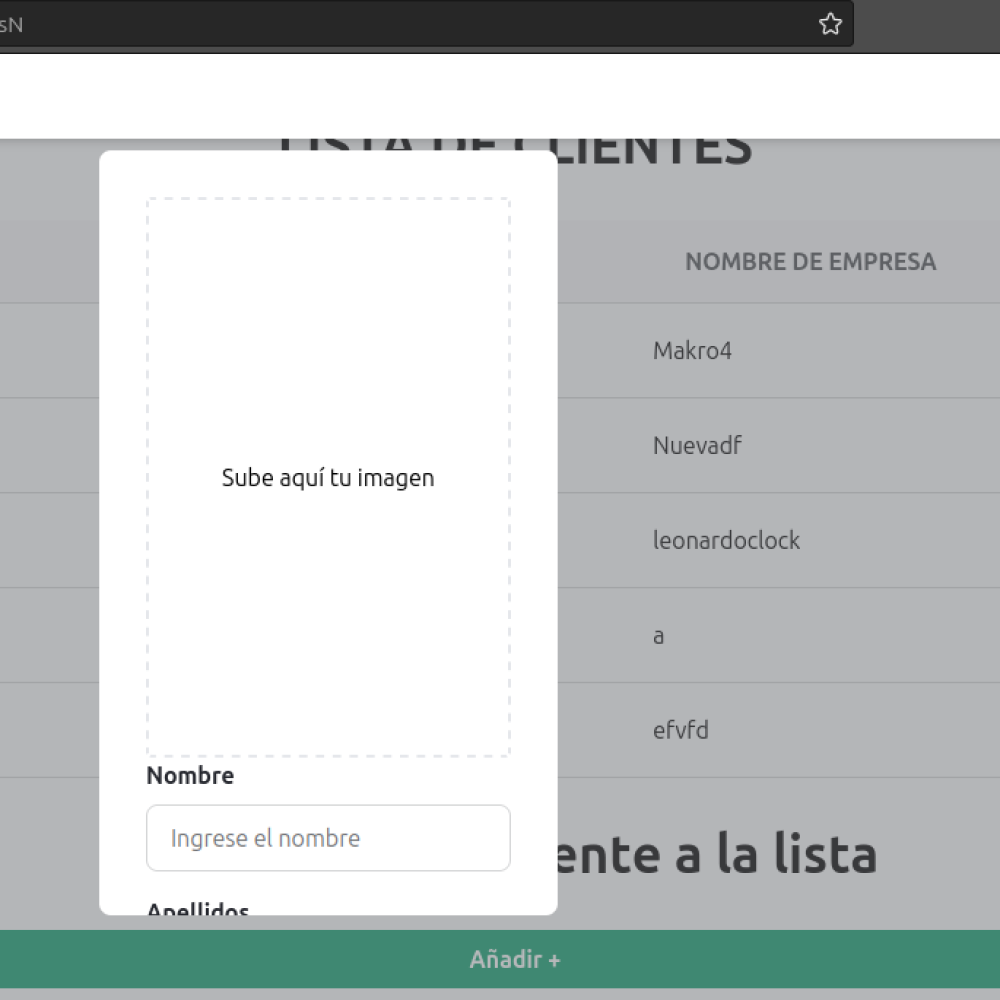 sN
LISTA DE CLIENTES
NOMBRE DE EMPRESA
Makro4
Nuevadf
leonardoclock
a
efvfd
Sube aquí tu imagen
Nombre
Ingrese el nombre
Apellidos
ente a la lista
Añadir +